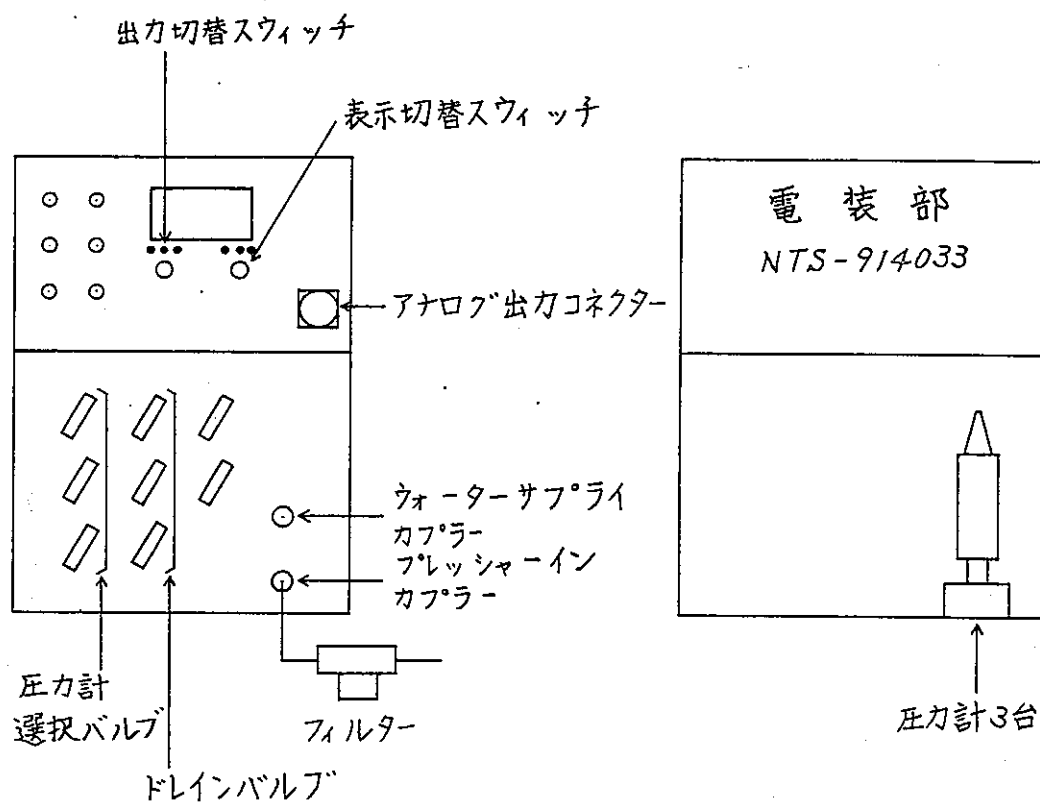 出力切替スウィッチ
表示切替スウィッチ
電装部
NTS-914033
アナログ出力コネクター
ウォーターサプライ
カプラー
プレッシャーイン
カプラー
圧力計
選択バルブ
フィルター
圧力計3台
ドレインバルブ